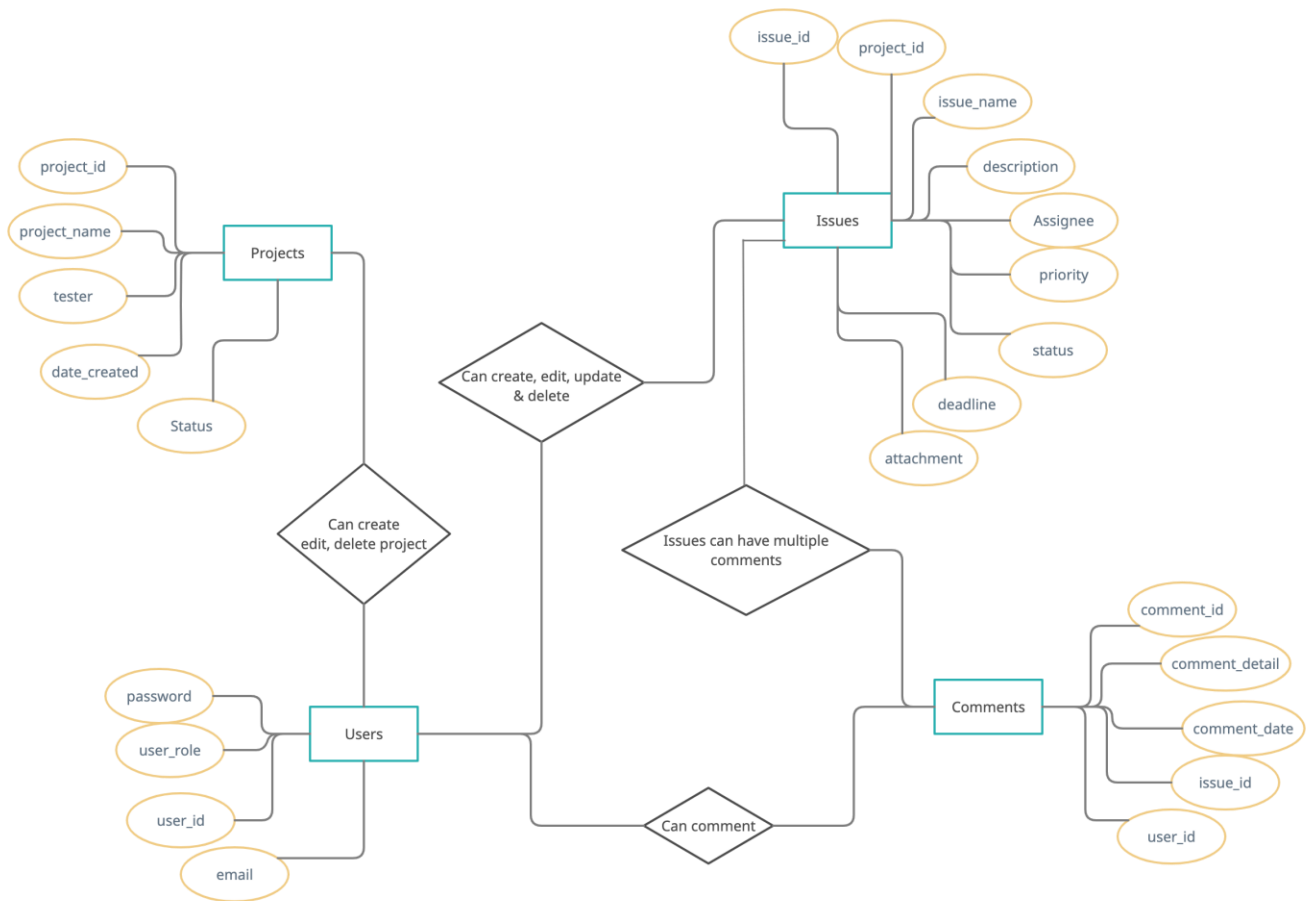 issue_id
project_id
issue_name
description
Assignee
priority
status
deadline
attachment
Issues
project_id
project_name
tester
date_created
Status
Projects
Can create, edit, update
& delete
Can create
edit, delete project
Issues can have multiple
comments
password
user_role
user_id
email
Users
Can comment
Comments
comment_id
comment_detail
comment_date
issue_id
user_id